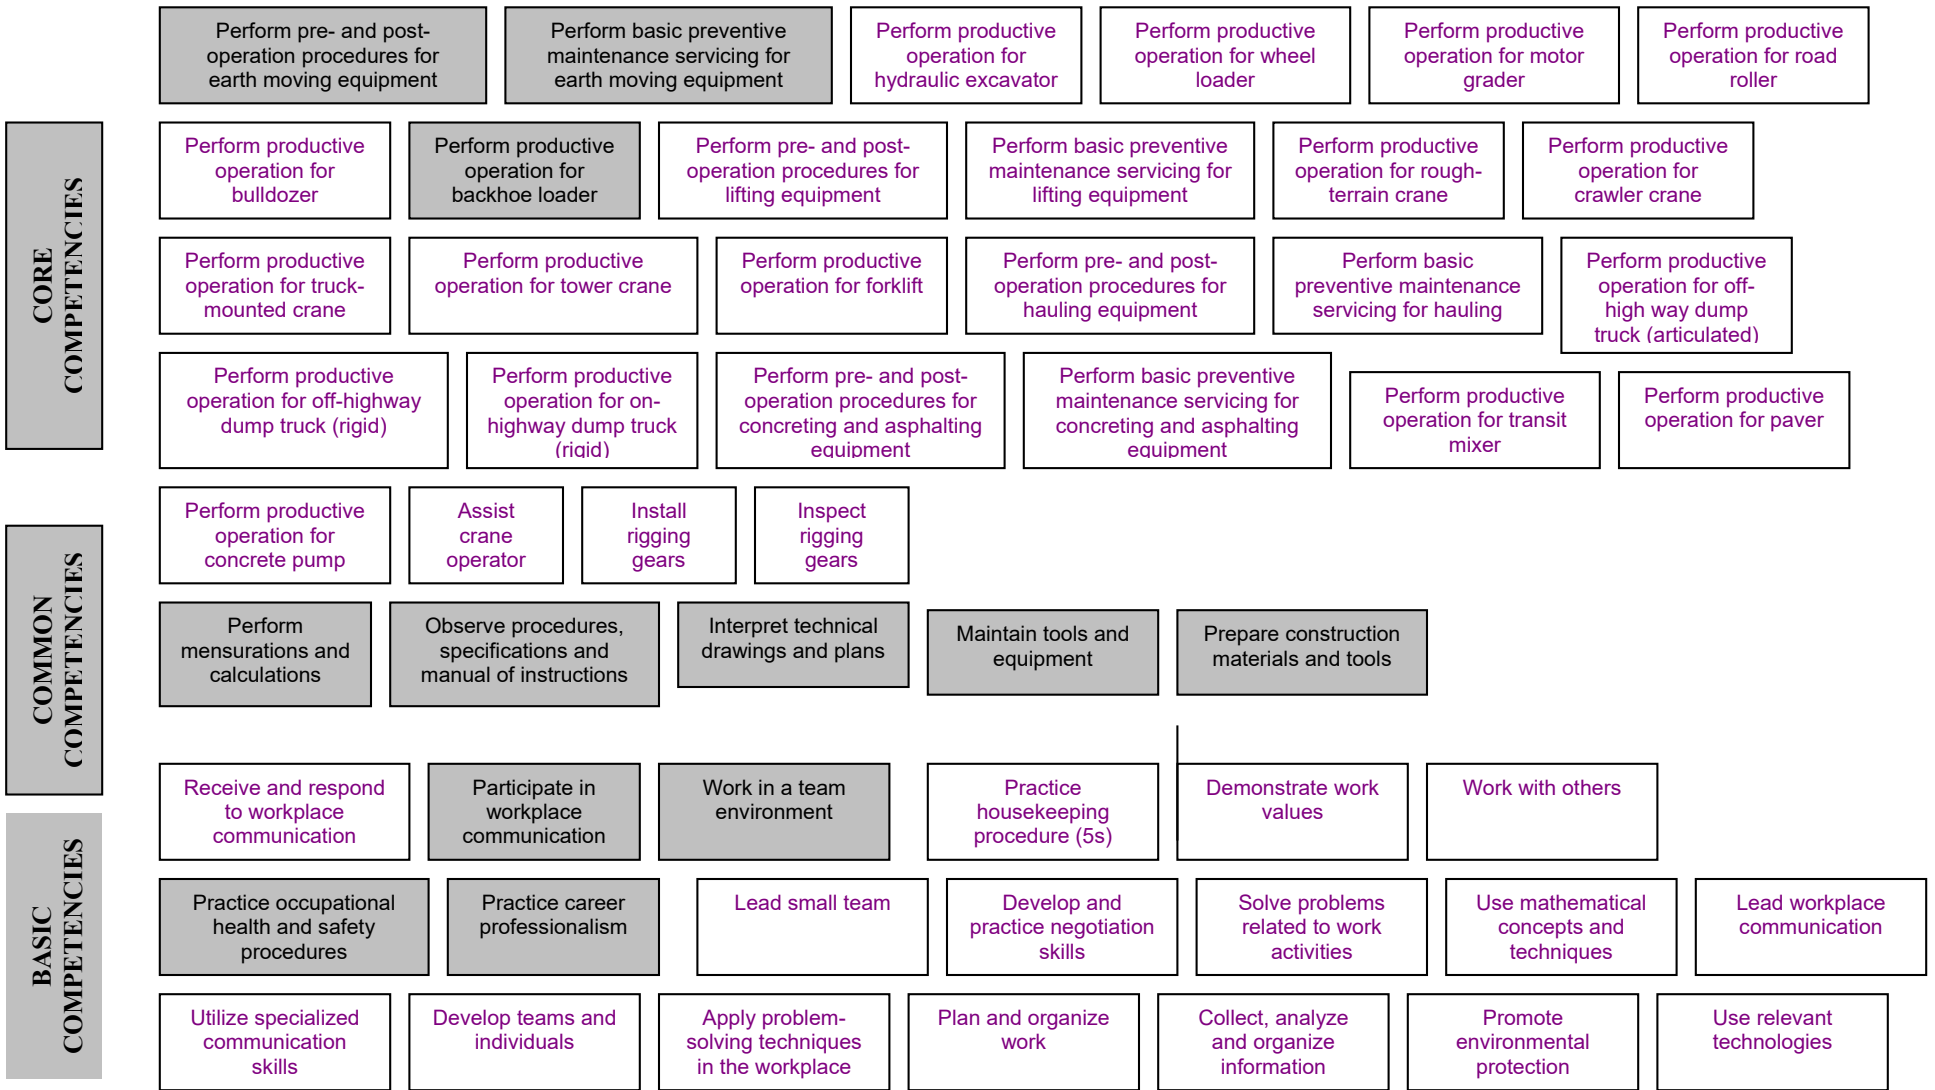 Perform pre- and post-
operation procedures for
earth moving equipment
Perform basic preventive
maintenance servicing for
earth moving equipment
Perform productive
operation for
hydraulic excavator
Perform productive
operation for wheel
loader
Perform productive
operation for motor
grader
Perform productive
operation for road
roller
CORE
COMPETENCIES
Perform productive
operation for
bulldozer
Perform productive
operation for
backhoe loader
Perform pre- and post-
operation procedures for
lifting equipment
Perform basic preventive
maintenance servicing for
lifting equipment
Perform productive
operation for rough-
terrain crane
Perform productive
operation for
crawler crane
Perform productive
operation for truck-
mounted crane
Perform productive
operation for tower crane
Perform productive
operation for forklift
Perform pre- and post-
operation procedures for
hauling equipment
Perform basic
preventive maintenance
servicing for hauling
Perform productive
operation for off-
high way dump
truck (articulated)
Perform productive
operation for off-highway
dump truck (rigid)
Perform productive
operation for on-
highway dump truck
(rigid)
Perform pre- and post-
operation procedures for
concreting and asphalting
equipment
Perform basic preventive
maintenance servicing for
concreting and asphalting
equipment
Perform productive
operation for transit
mixer
Perform productive
operation for paver
Perform productive
operation for
concrete pump
Assist
crane
operator
Install
rigging
gears
Inspect
rigging
gears
COMMON
COMPETENCIES
Perform
mensurations and
calculations
Observe procedures,
specifications and
manual of instructions
Interpret technical
drawings and plans
Maintain tools and
equipment
Prepare construction
materials and tools
Receive and respond
to workplace
communication
Participate in
workplace
communication
Work in a team
environment
Practice
housekeeping
procedure (5s)
Demonstrate work
values
Work with others
BASIC
COMPETENCIES
Practice occupational
health and safety
procedures
Practice career
professionalism
Lead small team
Develop and
practice negotiation
skills
Solve problems
related to work
activities
Use mathematical
concepts and
techniques
Lead workplace
communication
Utilize specialized
communication
skills
Develop teams and
individuals
Apply problem-
solving techniques
in the workplace
Plan and organize
work
Collect, analyze
and organize
information
Promote
environmental
protection
Use relevant
technologies